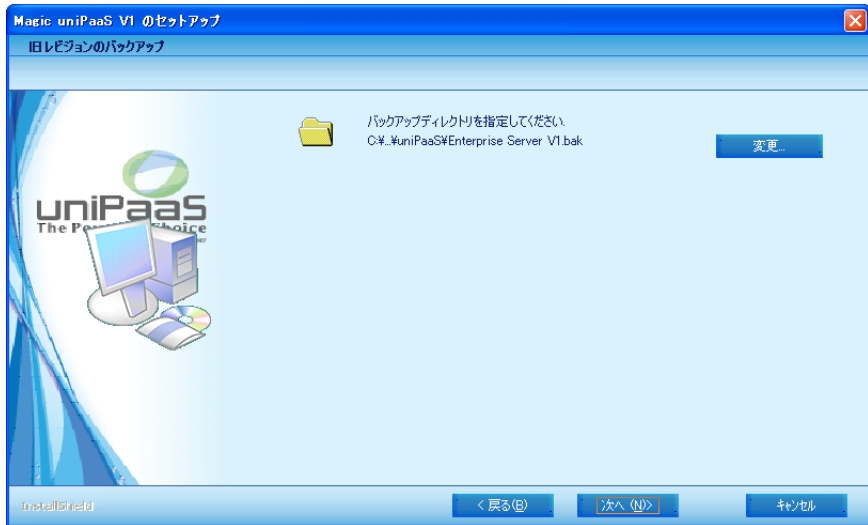 Magic uniPaaS V1 のセットアップ
旧レビジョンのバックアップ
バックアップディレクトリを指定してください.
C:¥...¥uniPaaS¥Enterprise Server V1.bak
変更...
uniPaaS
The Po Choice
InstallShield
< 戻る(B)
次へ (N)>
キャンセル